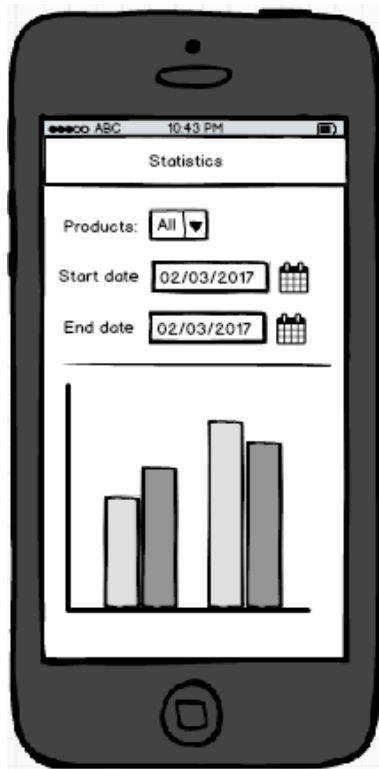 ABC 10:43 PM
Statistics
Products: All
Start date 02/03/2017
End date 02/03/2017